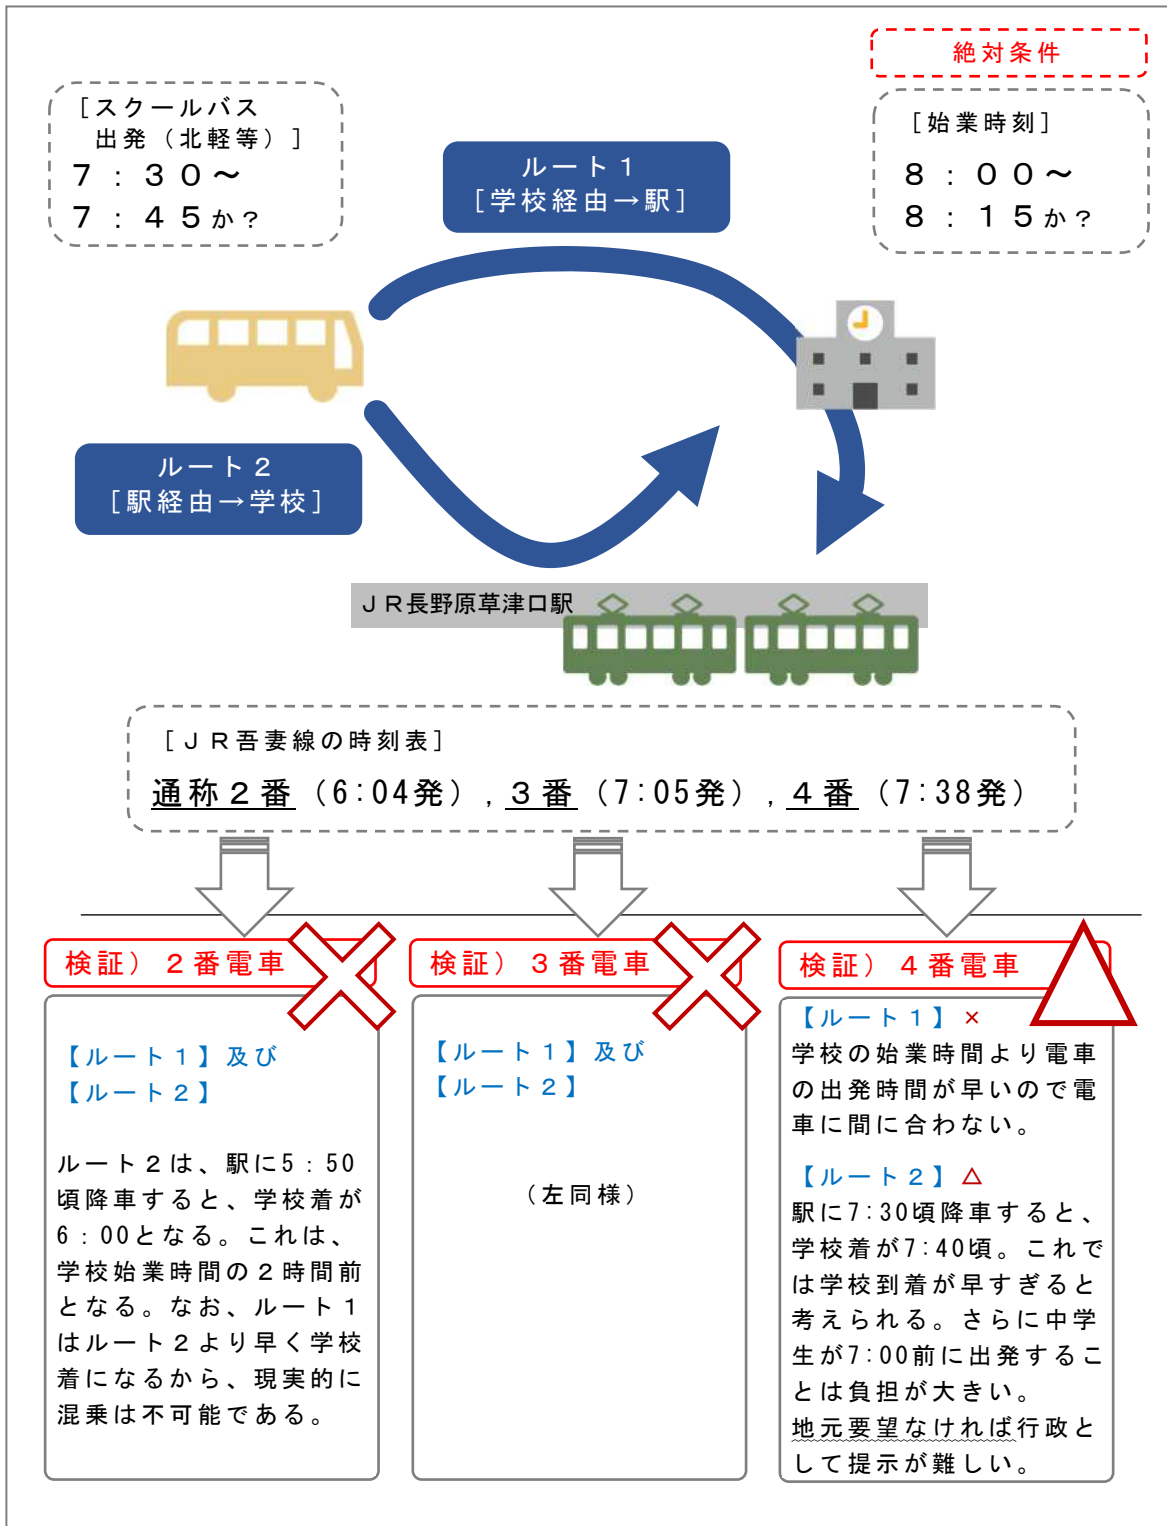 絶対条件
［スクールバス
出発（北軽等）］
７：３０～
７：４５か？
［始業時刻］
８：００～
８：１５か？
ルート１
［学校経由→駅］
ルート２
［駅経由→学校］
ＪＲ長野原草津口駅
［ＪＲ吾妻線の時刻表］
通称２番（6:04発）,３番（7:05発）,４番（7:38発）
検証）２番電車
【ルート１】及び
【ルート２】
ルート２は、駅に5：50
頃降車すると、学校着が
6：00となる。これは、
学校始業時間の２時間前
となる。なお、ルート１
はルート２より早く学校
着になるから、現実的に
混乗は不可能である。
検証）３番電車
【ルート１】及び
【ルート２】
（左同様）
検証）４番電車
【ルート１】×
学校の始業時間より電車
の出発時間が早いので電
車に間に合わない。
【ルート２】△
駅に7:30頃降車すると、
学校着が7:40頃。これで
は学校到着が早すぎると
考えられる。さらに中学
生が7:00前に出発するこ
とは負担が大きい。
地元要望なければ行政と
して提示が難しい。